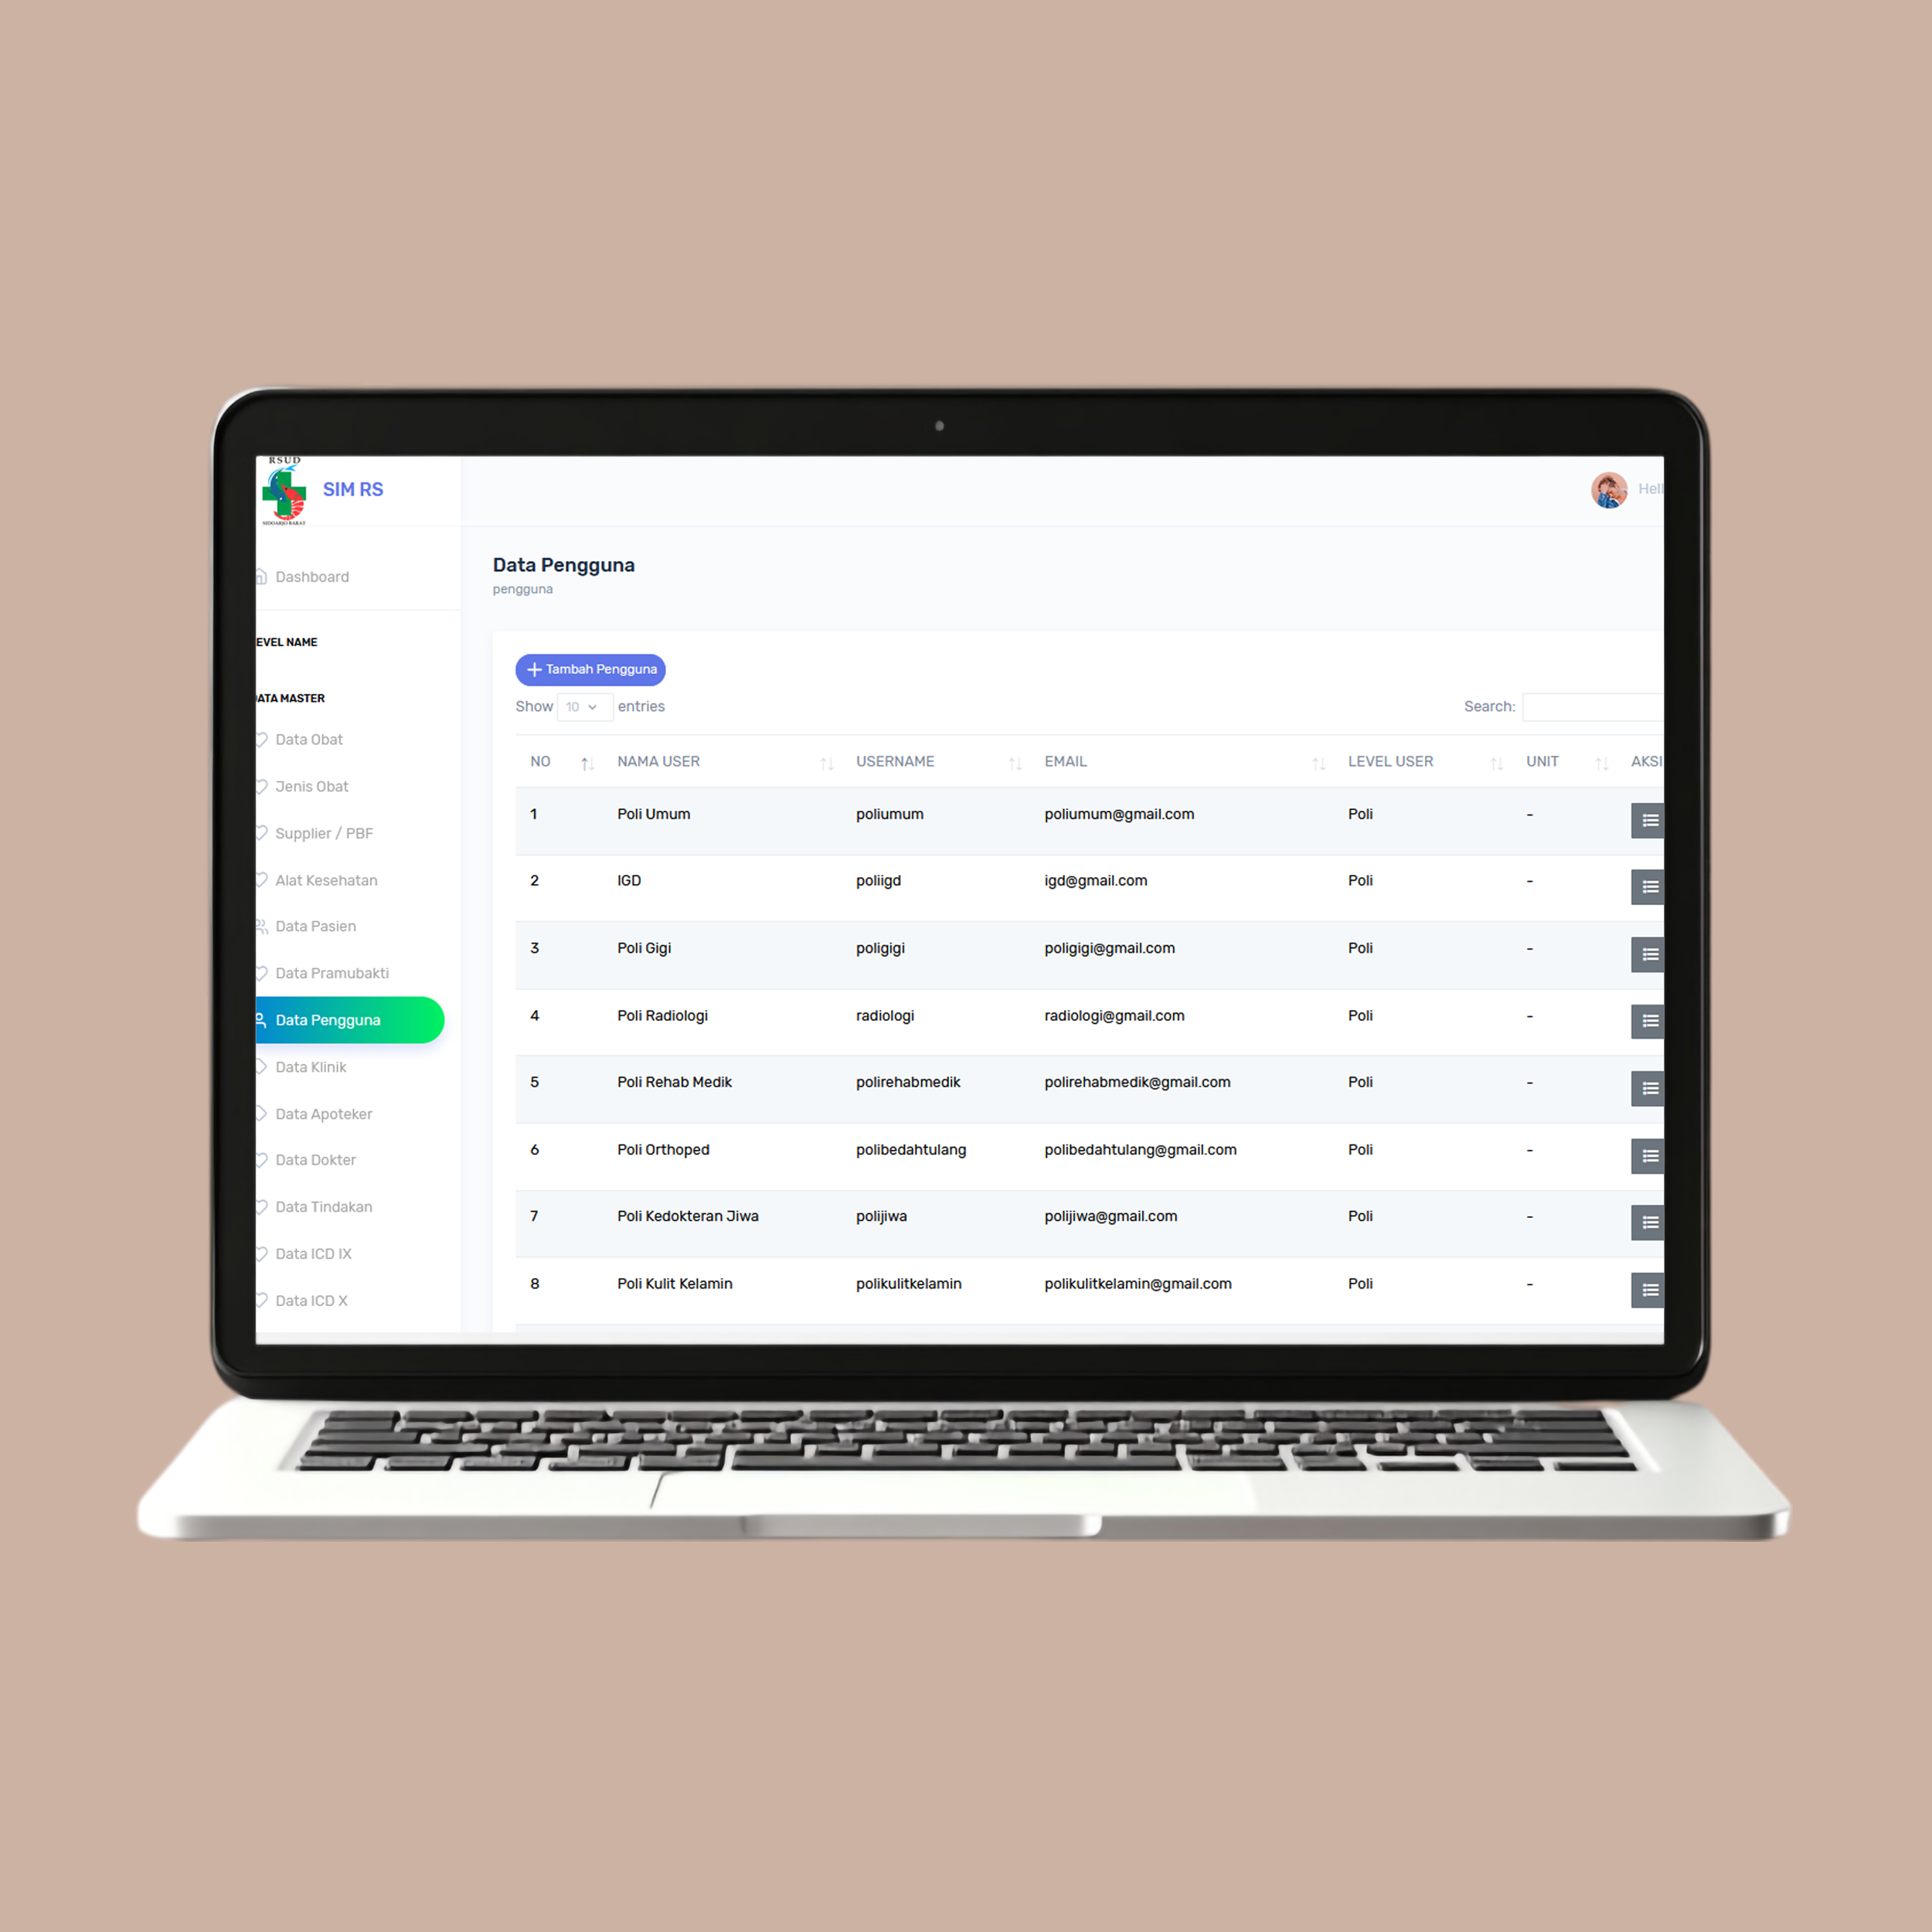 RSUD
SIDOARJO BARAT
SIM RS
Hell
Dashboard
EVEL NAME
DATA MASTER
Data Obat
Jenis Obat
Supplier / PBF
Alat Kesehatan
Data Pasien
Data Pramubakti
Data Pengguna
Data Klinik
Data Apoteker
Data Dokter
Data Tindakan
Data ICD IX
Data ICD X
Data Pengguna
pengguna
Tambah Pengguna
Show 10 entries
Search:
NO NAMA USER USERNAME EMAIL LEVEL USER UNIT AKSI
1 Poli Umum poliumum poliumum@gmail.com Poli -
2 IGD poliigd igd@gmail.com Poli -
3 Poli Gigi poligigi poligigi@gmail.com Poli -
4 Poli Radiologi radiologi radiologi@gmail.com Poli -
5 Poli Rehab Medik polirehabmedik polirehabmedik@gmail.com Poli -
6 Poli Orthoped polibedahtulang polibedahtulang@gmail.com Poli -
7 Poli Kedokteran Jiwa polijiwa polijiwa@gmail.com Poli -
8 Poli Kulit Kelamin polikulitkelamin polikulitkelamin@gmail.com Poli -